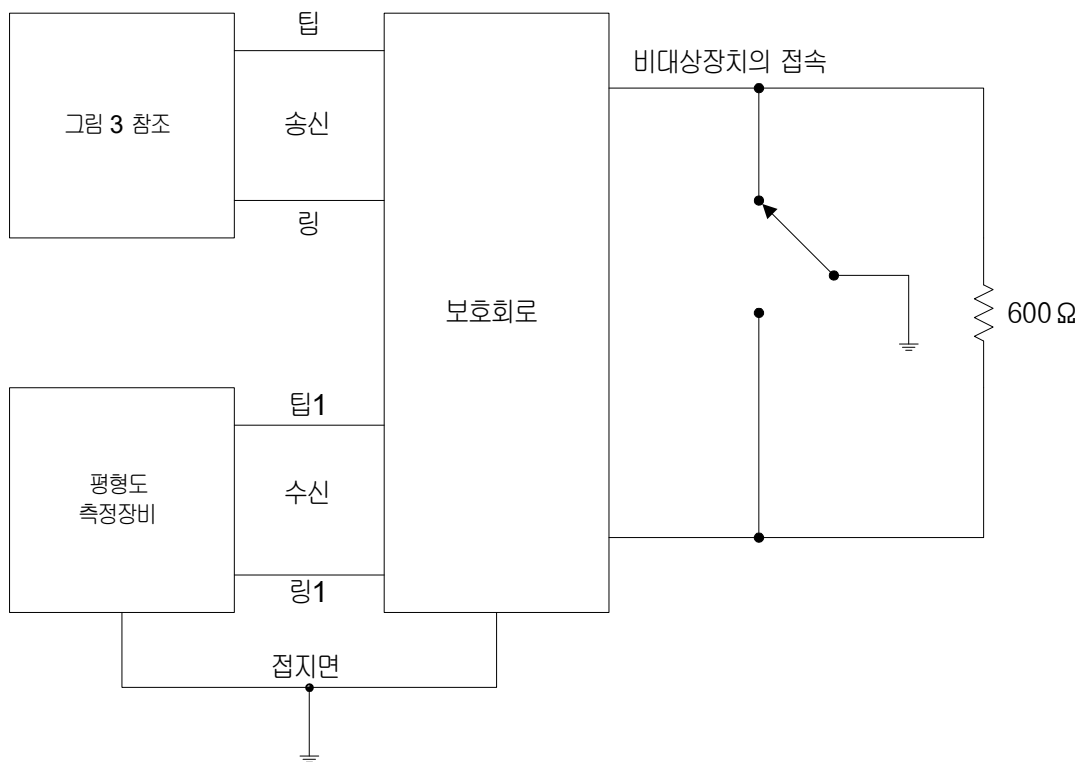 팁
비대상장치의 접속
그림 3 참조
송신
링
보호회로
600 Ω
팁1
평형도
측정장비
수신
링1
접지면